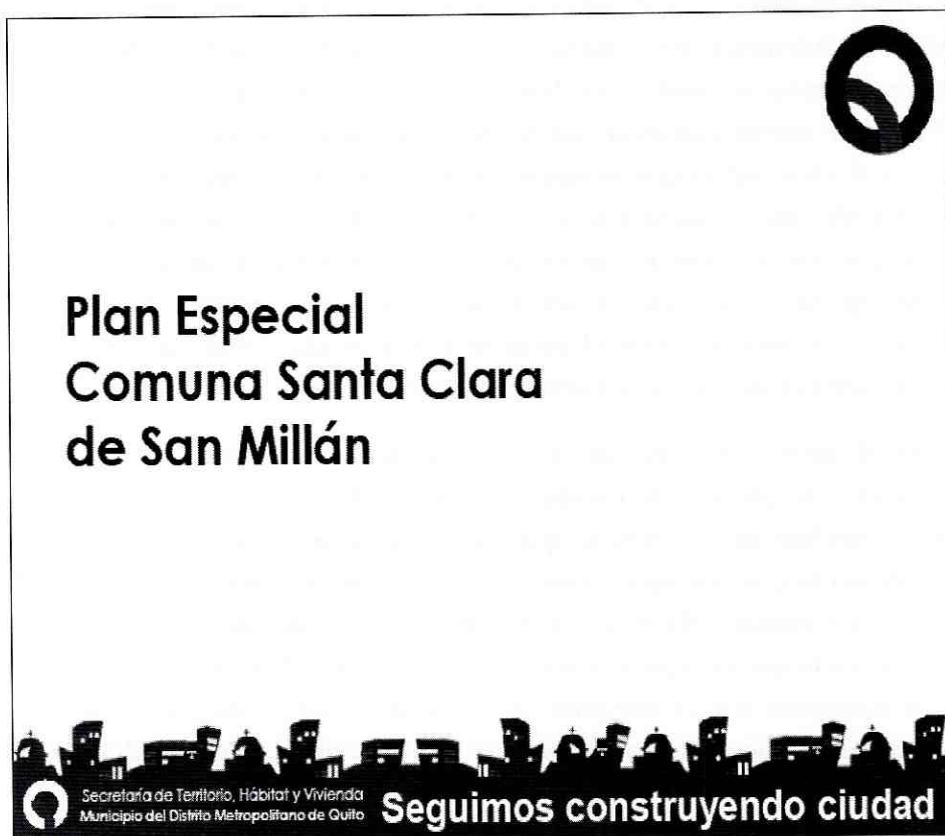 Plan Especial
Comuna Santa Clara
de San Millán
Secretaría de Territorio, Hábitat y Vivienda
Municipio del Distrito Metropolitano de Quito
Seguimos construyendo ciudad